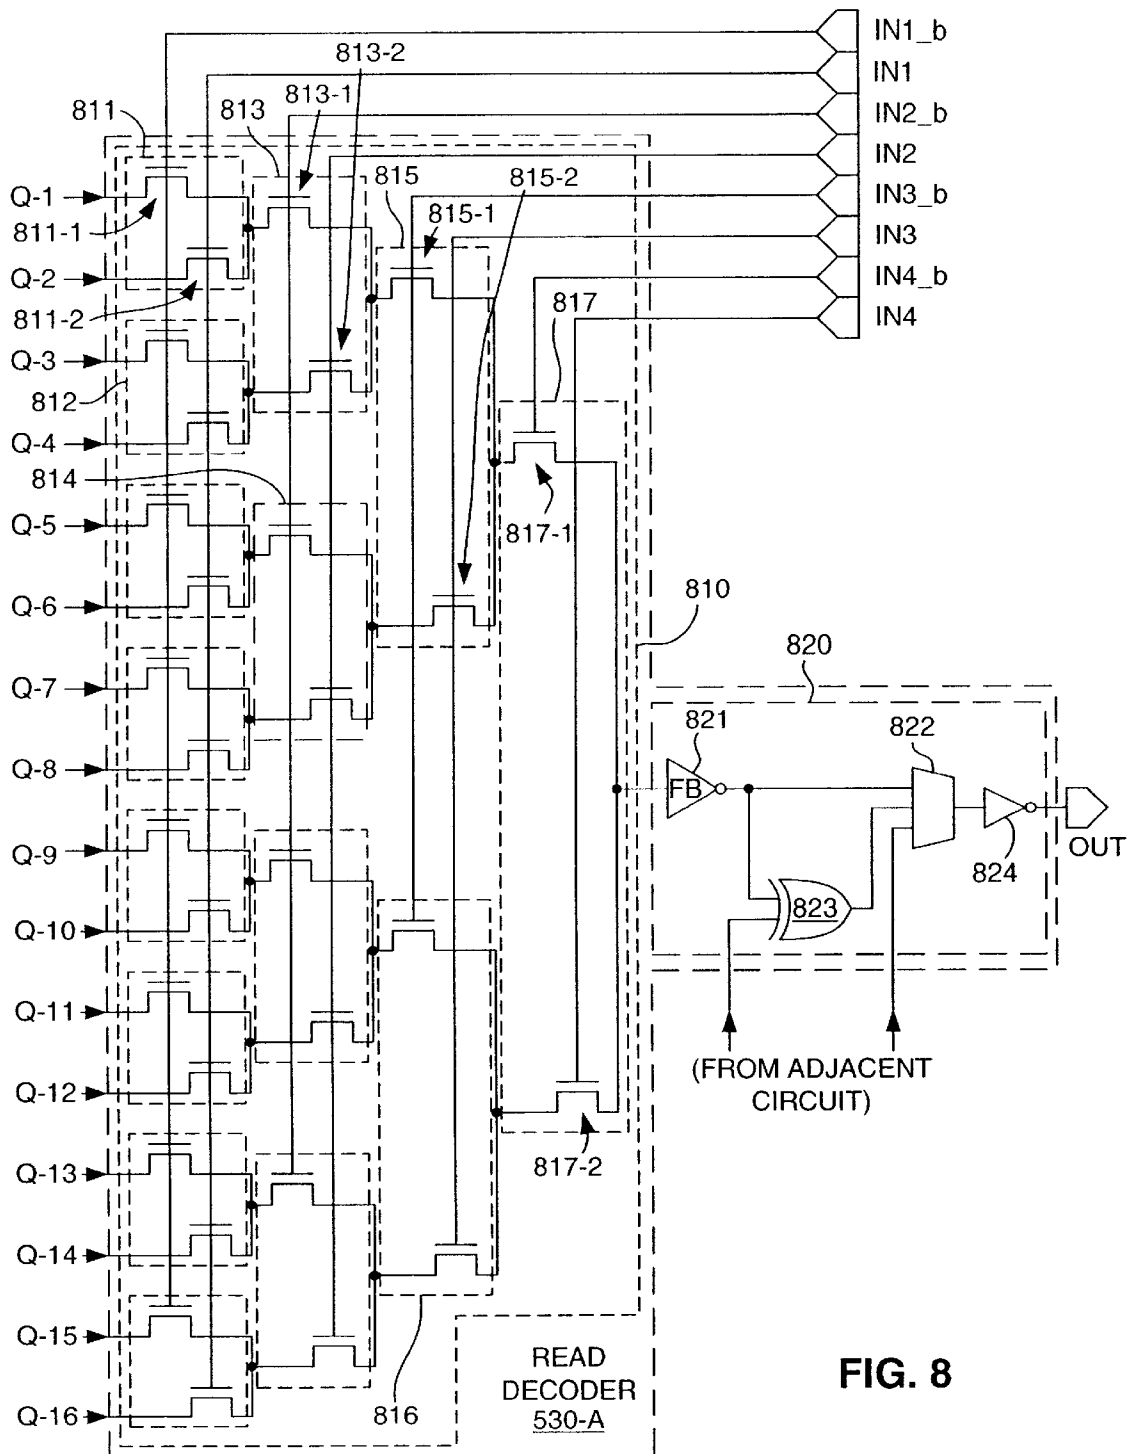 IN1_b
813-2
IN1
811
813-1
813
IN2_b
IN2
815
815-2
Q-1
IN3_b
811-1
815-1
IN3
Q-2
817
IN4_b
811-2
IN4
Q-3
812
Q-4
814
Q-5
817-1
Q-6
810
820
Q-7
821
822
Q-8
FB
OUT
Q-9
824
823
Q-10
Q-11
(FROM ADJACENT
CIRCUIT)
Q-12
Q-13
817-2
Q-14
Q-15
READ
DECODER
530-A
FIG. 8
816
Q-16